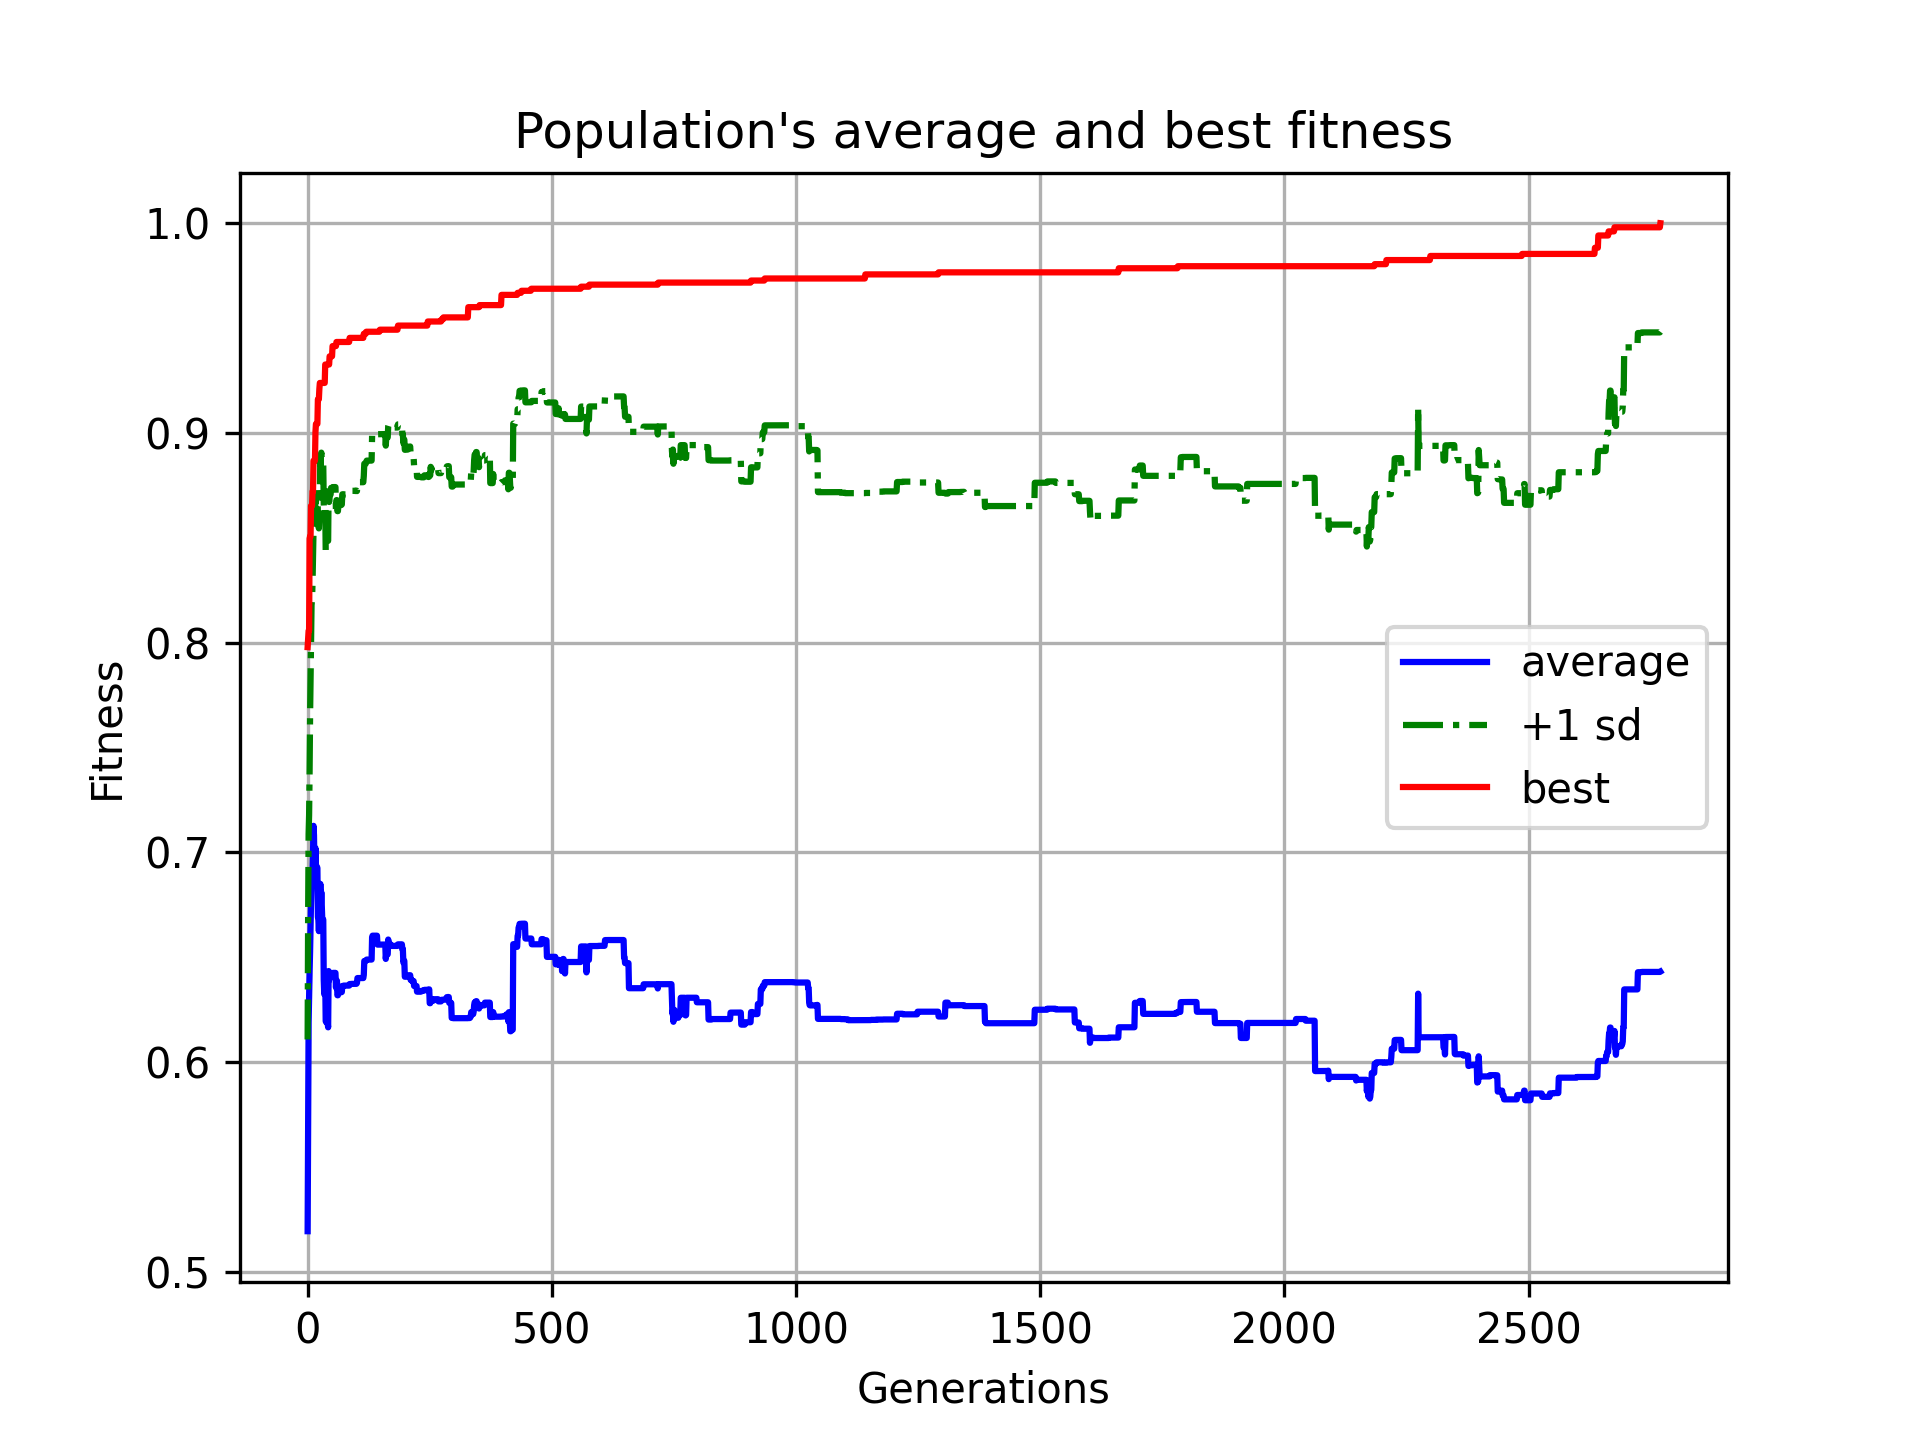 Population's average and best fitness
1.0
0.9
0.8
0.7
0.6
0.5
Fitness
average
+1 sd
best
0 500 1000 1500 2000 2500
Generations